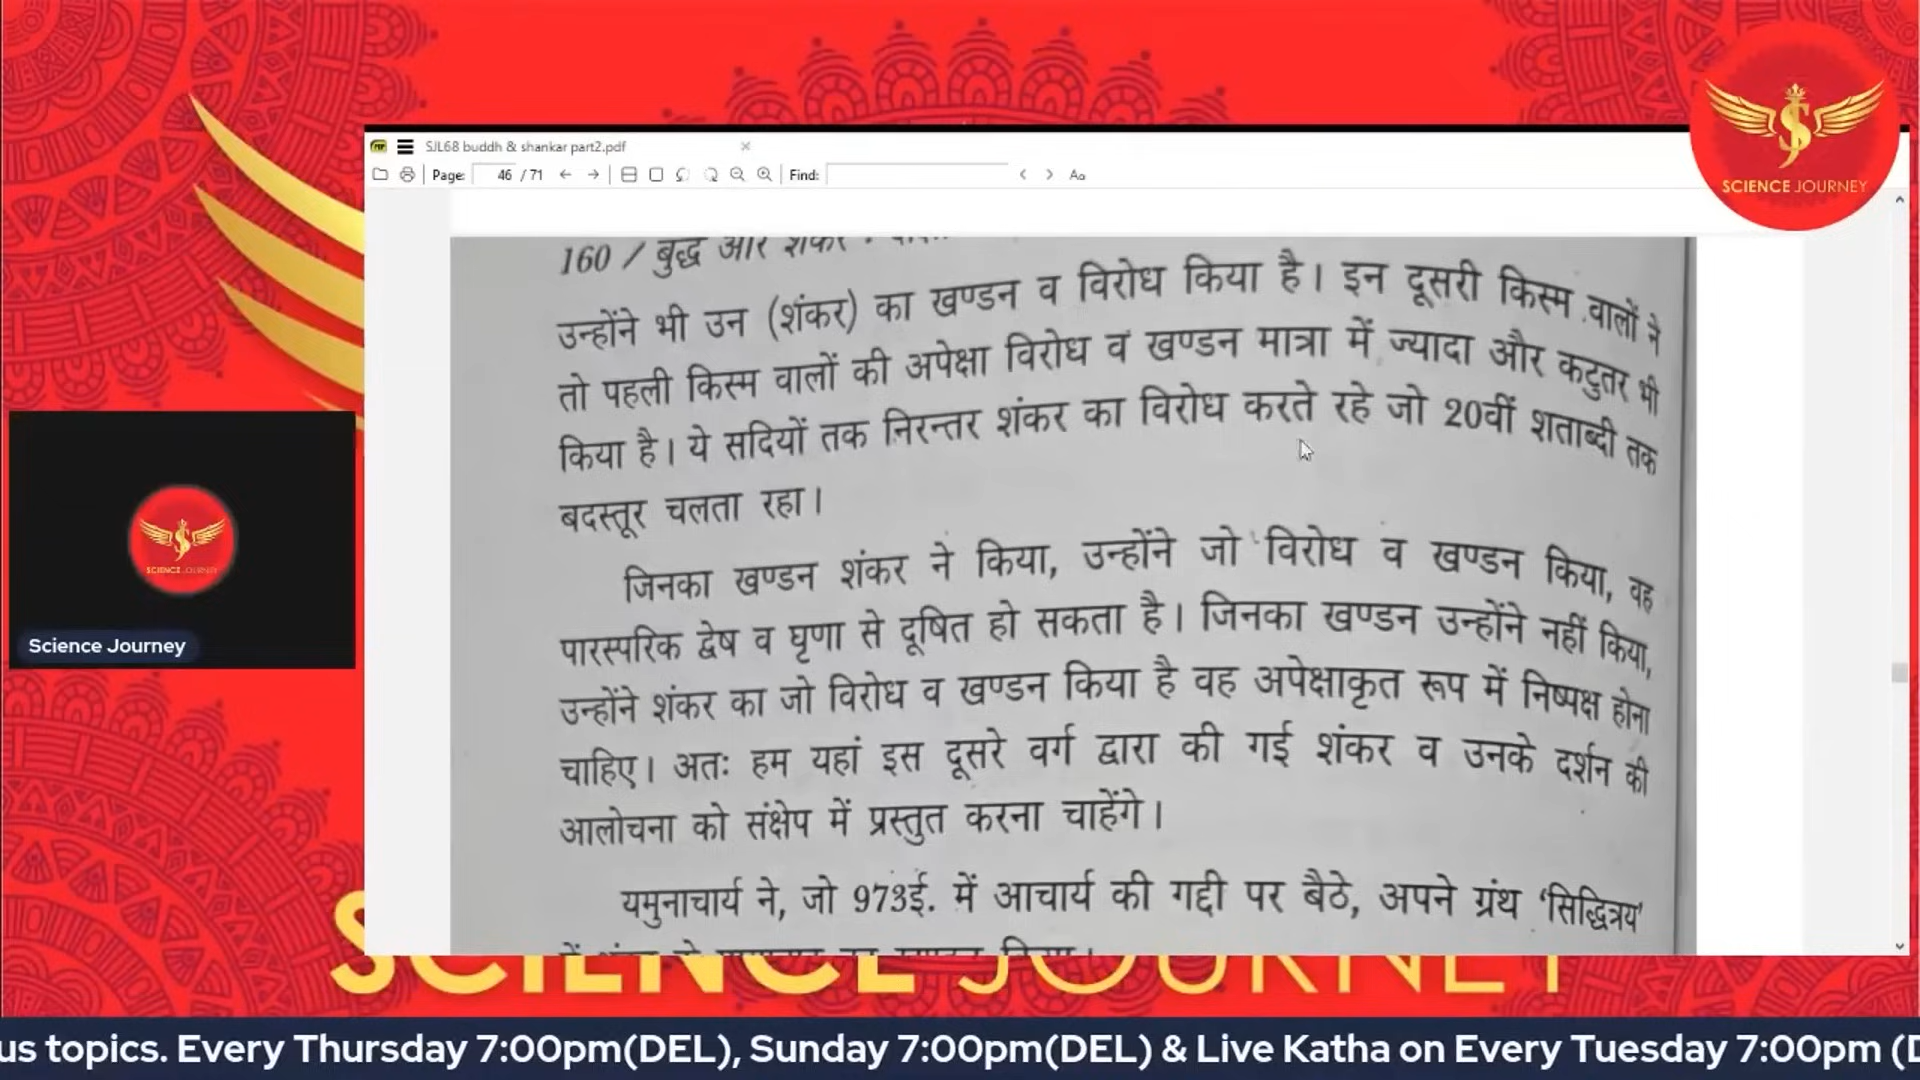 SCIENCE JOURNEY
SJL68 buddh & shankar part2.pdf
Page: 46 / 71 Find: Aa
160 / बुद्ध और शंकर :
उन्होंने भी उन (शंकर) का खण्डन व विरोध किया है। इन दूसरी किस्म वालों ने
तो पहली किस्म वालों की अपेक्षा विरोध व खण्डन मात्रा में ज्यादा और कटुतर भी
किया है। ये सदियों तक निरन्तर शंकर का विरोध करते रहे जो 20वीं शताब्दी तक
बदस्तूर चलता रहा।
जिनका खण्डन शंकर ने किया, उन्होंने जो विरोध व खण्डन किया, वह
पारस्परिक द्वेष व घृणा से दूषित हो सकता है। जिनका खण्डन उन्होंने नहीं किया,
उन्होंने शंकर का जो विरोध व खण्डन किया है वह अपेक्षाकृत रूप में निष्पक्ष होना
चाहिए। अतः हम यहां इस दूसरे वर्ग द्वारा की गई शंकर व उनके दर्शन की
आलोचना को संक्षेप में प्रस्तुत करना चाहेंगे।
यमुनाचार्य ने, जो 973ई. में आचार्य की गद्दी पर बैठे, अपने ग्रंथ ‘सिद्धित्रय’
SCIENCE JOURNEY
Science Journey
SCIENCE JOURNEY
us topics. Every Thursday 7:00pm(DEL), Sunday 7:00pm(DEL) & Live Katha on Every Tuesday 7:00pm (D